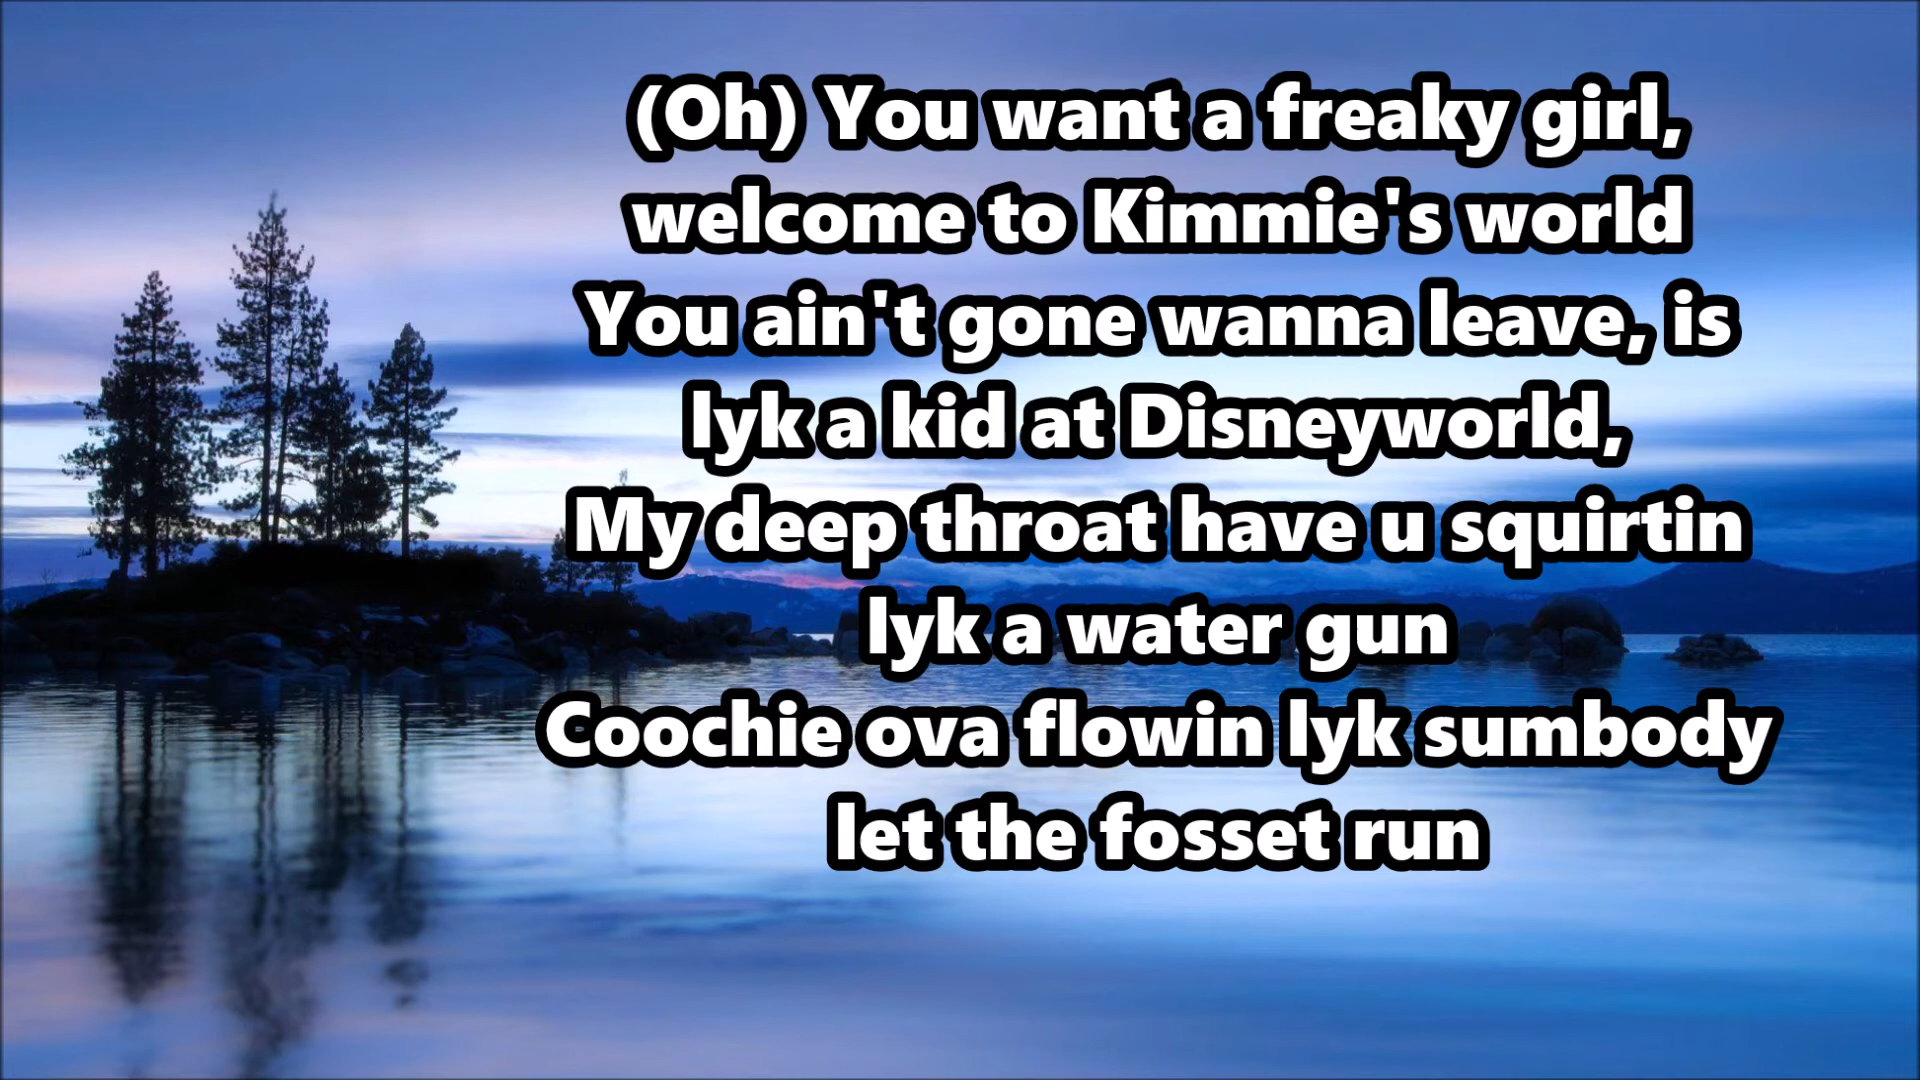 (Oh) You want a freaky girl,
welcome to Kimmie's world
You ain't gone wanna leave, is
lyk a kid at Disneyworld,
My deep throat have u squirtin
lyk a water gun
Coochie ova flowin lyk sumbody
let the fosset run